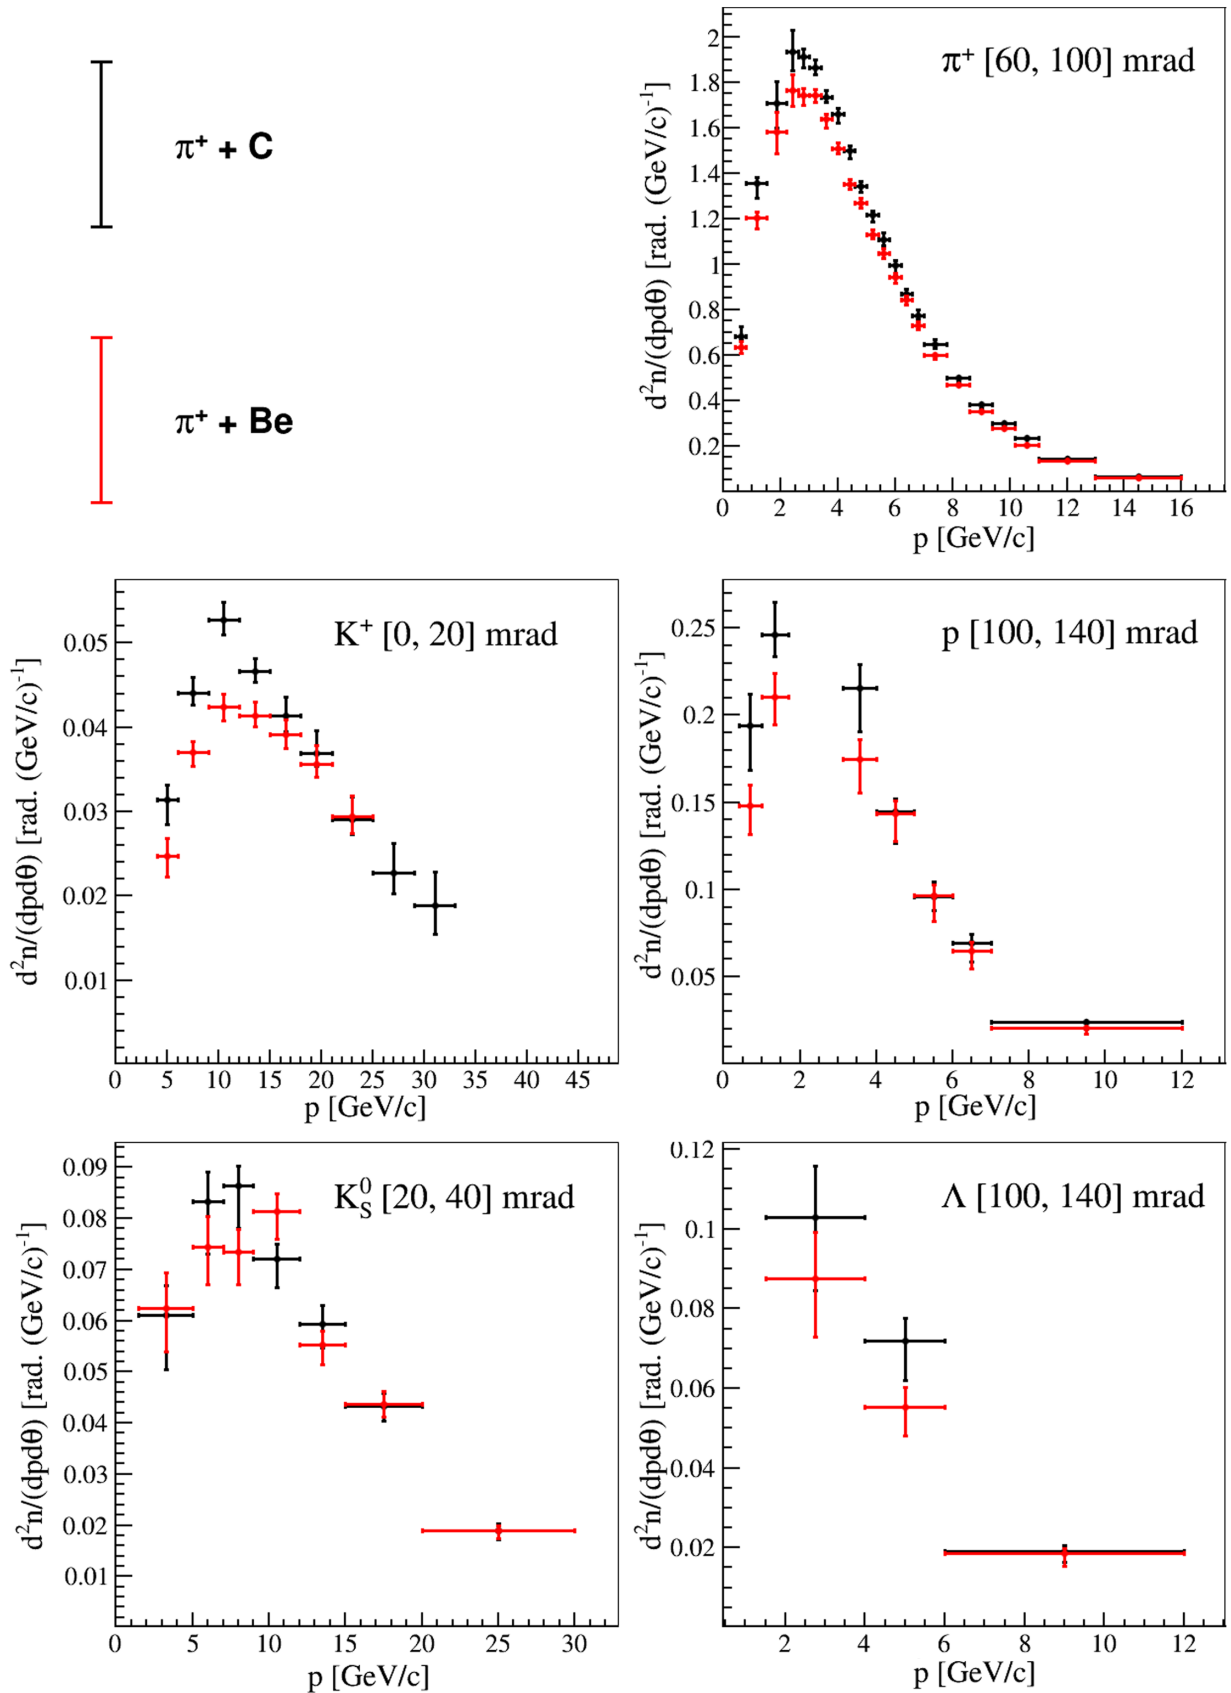 π⁺ + C
π⁺ + Be
π⁺ [60, 100] mrad
d²n/(dpdθ) [rad. (GeV/c)⁻¹]
2
1.8
1.6
1.4
1.2
1
0.8
0.6
0.4
0.2
0 2 4 6 8 10 12 14 16
p [GeV/c]
K⁺ [0, 20] mrad
d²n/(dpdθ) [rad. (GeV/c)⁻¹]
0.05
0.04
0.03
0.02
0.01
0 5 10 15 20 25 30 35 40 45
p [GeV/c]
p [100, 140] mrad
d²n/(dpdθ) [rad. (GeV/c)⁻¹]
0.25
0.2
0.15
0.1
0.05
0 2 4 6 8 10 12
p [GeV/c]
K⁰_S [20, 40] mrad
d²n/(dpdθ) [rad. (GeV/c)⁻¹]
0.09
0.08
0.07
0.06
0.05
0.04
0.03
0.02
0.01
0 5 10 15 20 25 30
p [GeV/c]
Λ [100, 140] mrad
d²n/(dpdθ) [rad. (GeV/c)⁻¹]
0.12
0.1
0.08
0.06
0.04
0.02
2 4 6 8 10 12
p [GeV/c]